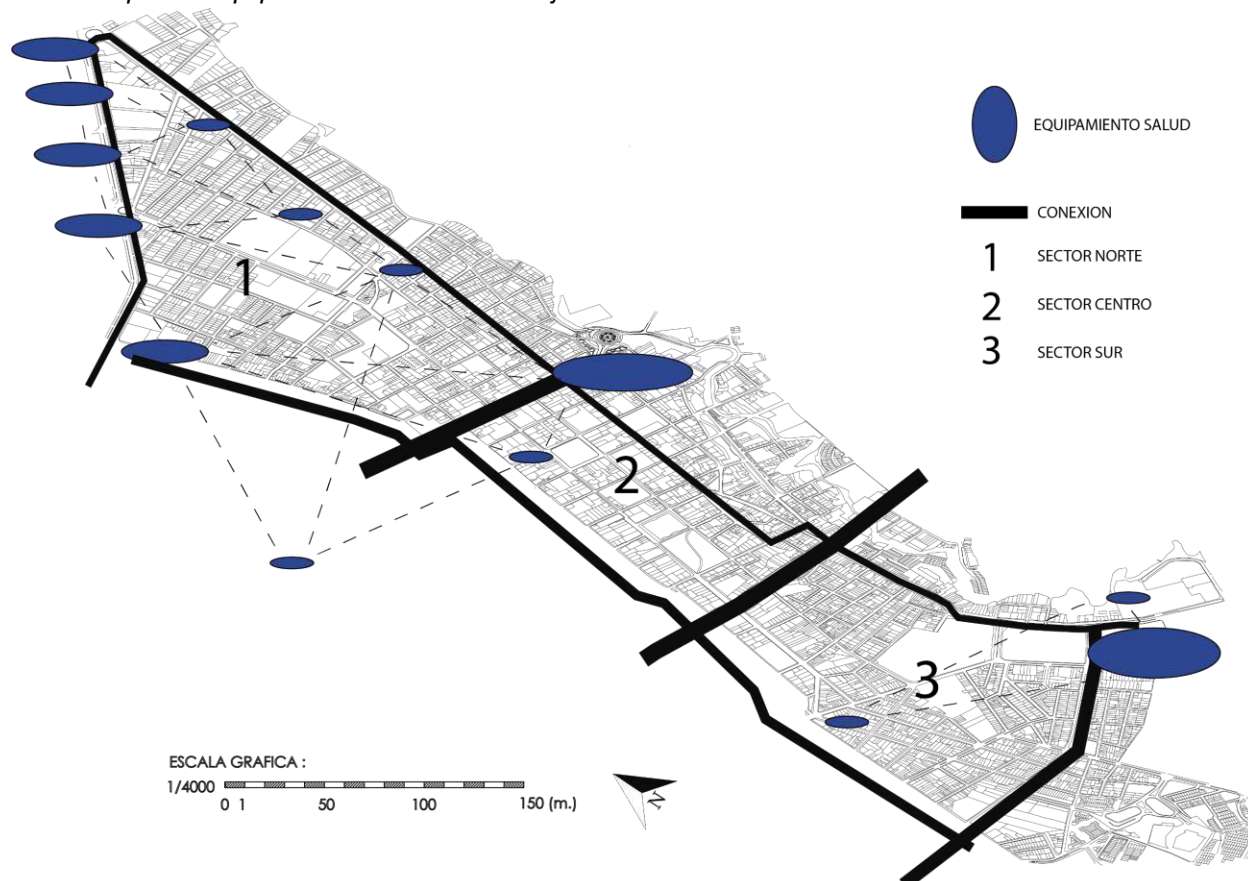 EQUIPAMIENTO SALUD
CONEXION
1 SECTOR NORTE
2 SECTOR CENTRO
3 SECTOR SUR
1
2
3
ESCALA GRAFICA :
1/4000
0 1 50 100 150 (m.)
N